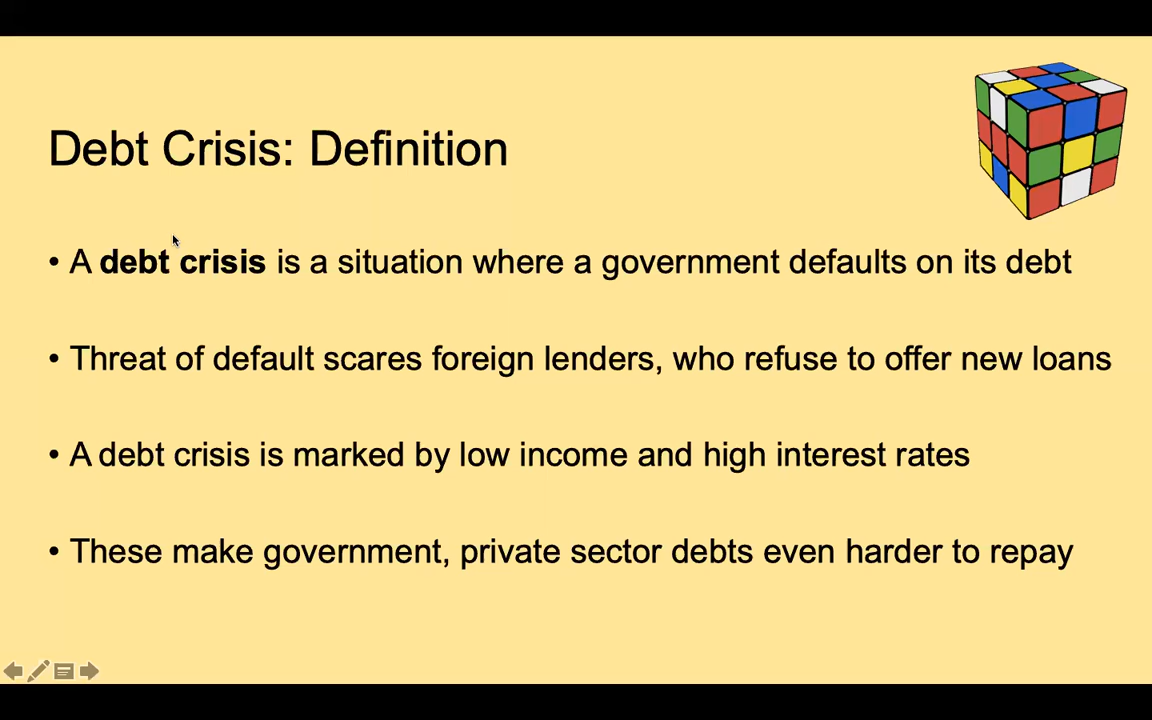 Debt Crisis: Definition
• A debt crisis is a situation where a government defaults on its debt
• Threat of default scares foreign lenders, who refuse to offer new loans
• A debt crisis is marked by low income and high interest rates
• These make government, private sector debts even harder to repay